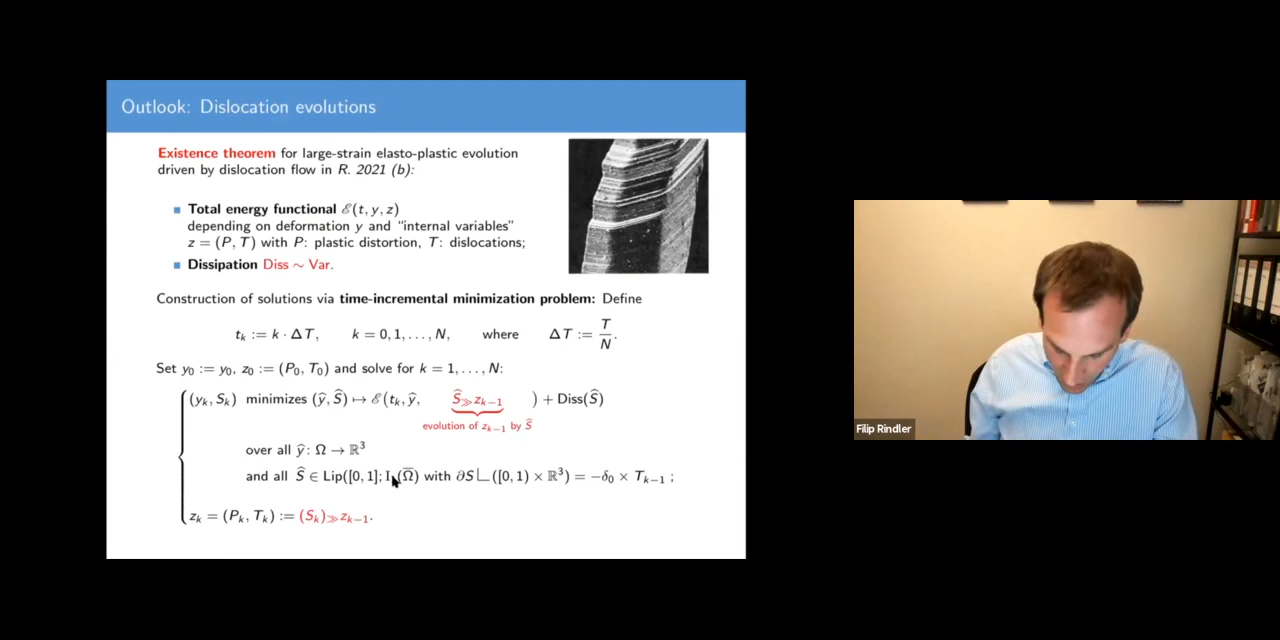 Outlook: Dislocation evolutions
Existence theorem for large-strain elasto-plastic evolution
driven by dislocation flow in R. 2021 (b):
Total energy functional ℰ(t, y, z)
depending on deformation y and “internal variables”
z = (P, T) with P: plastic distortion, T: dislocations;
Dissipation Diss ∼ Var.
Construction of solutions via time-incremental minimization problem: Define
t_k := k · ΔT, k = 0, 1, . . . , N, where ΔT := T/N.
Set y_0 := y_0, z_0 := (P_0, T_0) and solve for k = 1, . . . , N:
(y_k, S_k) minimizes (ŷ, Ŝ) ↦ ℰ(t_k, ŷ, Ŝ≫z_{k−1}) + Diss(Ŝ)
evolution of z_{k−1} by Ŝ
over all ŷ: Ω → ℝ³
and all Ŝ ∈ Lip([0, 1]; I (Ω̄) with ∂S⌞([0, 1) × ℝ³) = −δ_0 × T_{k−1} ;
z_k = (P_k, T_k) := (S_k)≫z_{k−1}.
Filip Rindler